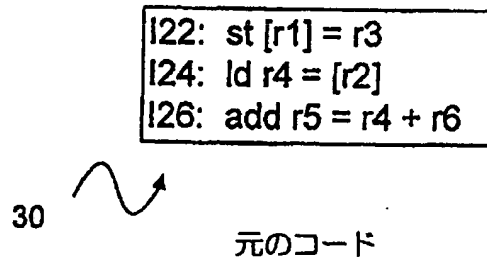 I22: st [r1] = r3
I24: ld r4 = [r2]
I26: add r5 = r4 + r6
30
元のコード